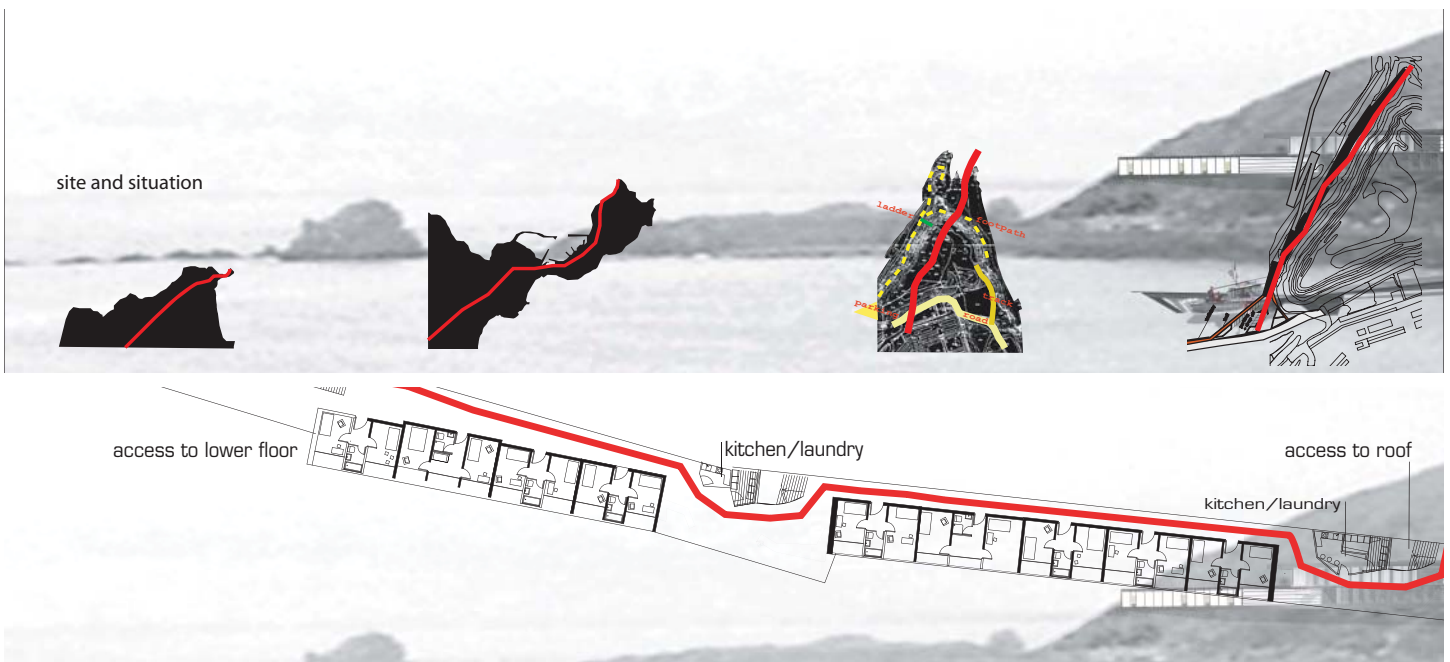 site and situation
ladder
footpath
parking
road
track
access to lower floor
kitchen/laundry
access to roof
kitchen/laundry